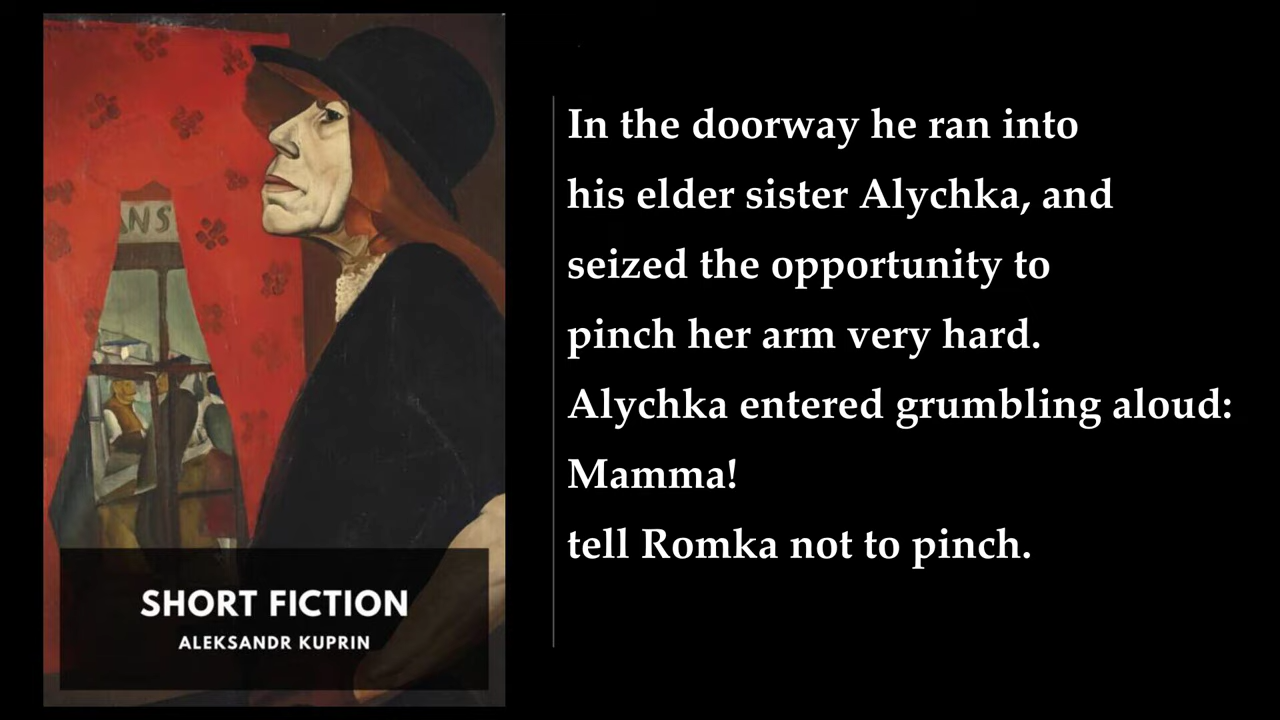 ANS
SHORT FICTION
ALEKSANDR KUPRIN
In the doorway he ran into
his elder sister Alychka, and
seized the opportunity to
pinch her arm very hard.
Alychka entered grumbling aloud:
Mamma!
tell Romka not to pinch.